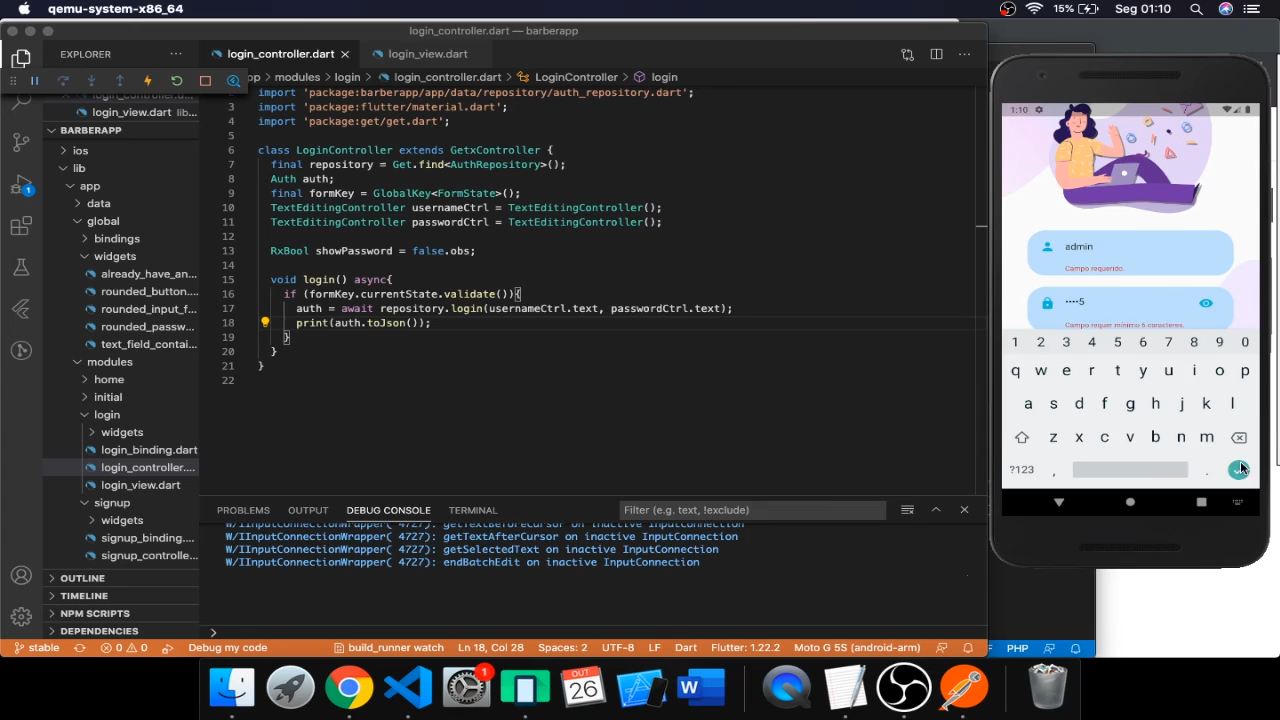 qemu-system-x86_64
15%
Seg 01:10
login_controller.dart — barberapp
EXPLORER
login_controller.dart
login_view.dart
modules
login
login_controller.dart
LoginController
login
login_view.dart lib...
BARBERAPP
ios
lib
app
data
global
bindings
widgets
already_have_an...
rounded_button...
rounded_input_f...
rounded_passw...
text_field_contai...
modules
home
initial
login
widgets
login_binding.dart
login_controller....
login_view.dart
signup
widgets
signup_binding....
signup_controlle...
OUTLINE
TIMELINE
NPM SCRIPTS
DEPENDENCIES
2 import 'package:barberapp/app/data/repository/auth_repository.dart';
3 import 'package:flutter/material.dart';
4 import 'package:get/get.dart';
5
6 class LoginController extends GetxController {
7 final repository = Get.find<AuthRepository>();
8 Auth auth;
9 final formKey = GlobalKey<FormState>();
10 TextEditingController usernameCtrl = TextEditingController();
11 TextEditingController passwordCtrl = TextEditingController();
12
13 RxBool showPassword = false.obs;
14
15 void login() async{
16 if (formKey.currentState.validate()){
17 auth = await repository.login(usernameCtrl.text, passwordCtrl.text);
18 print(auth.toJson());
19 }
20 }
21 }
22
PROBLEMS
OUTPUT
DEBUG CONSOLE
TERMINAL
Filter (e.g. text, !exclude)
W/IInputConnectionWrapper( 4727): getTextBeforeCursor on inactive InputConnection
W/IInputConnectionWrapper( 4727): getTextAfterCursor on inactive InputConnection
W/IInputConnectionWrapper( 4727): getSelectedText on inactive InputConnection
W/IInputConnectionWrapper( 4727): endBatchEdit on inactive InputConnection
stable
0
0
Debug my code
build_runner watch
Ln 18, Col 28
Spaces: 2
UTF-8
LF
Dart
Flutter: 1.22.2
Moto G 5S (android-arm)
PHP
1:10
admin
Campo requerido.
••••5
Campo requer mínimo 6 caracteres.
1 2 3 4 5 6 7 8 9 0
q w e r t y u i o p
a s d f g h j k l
z x c v b n m
?123 , .
1
OUT
26
W